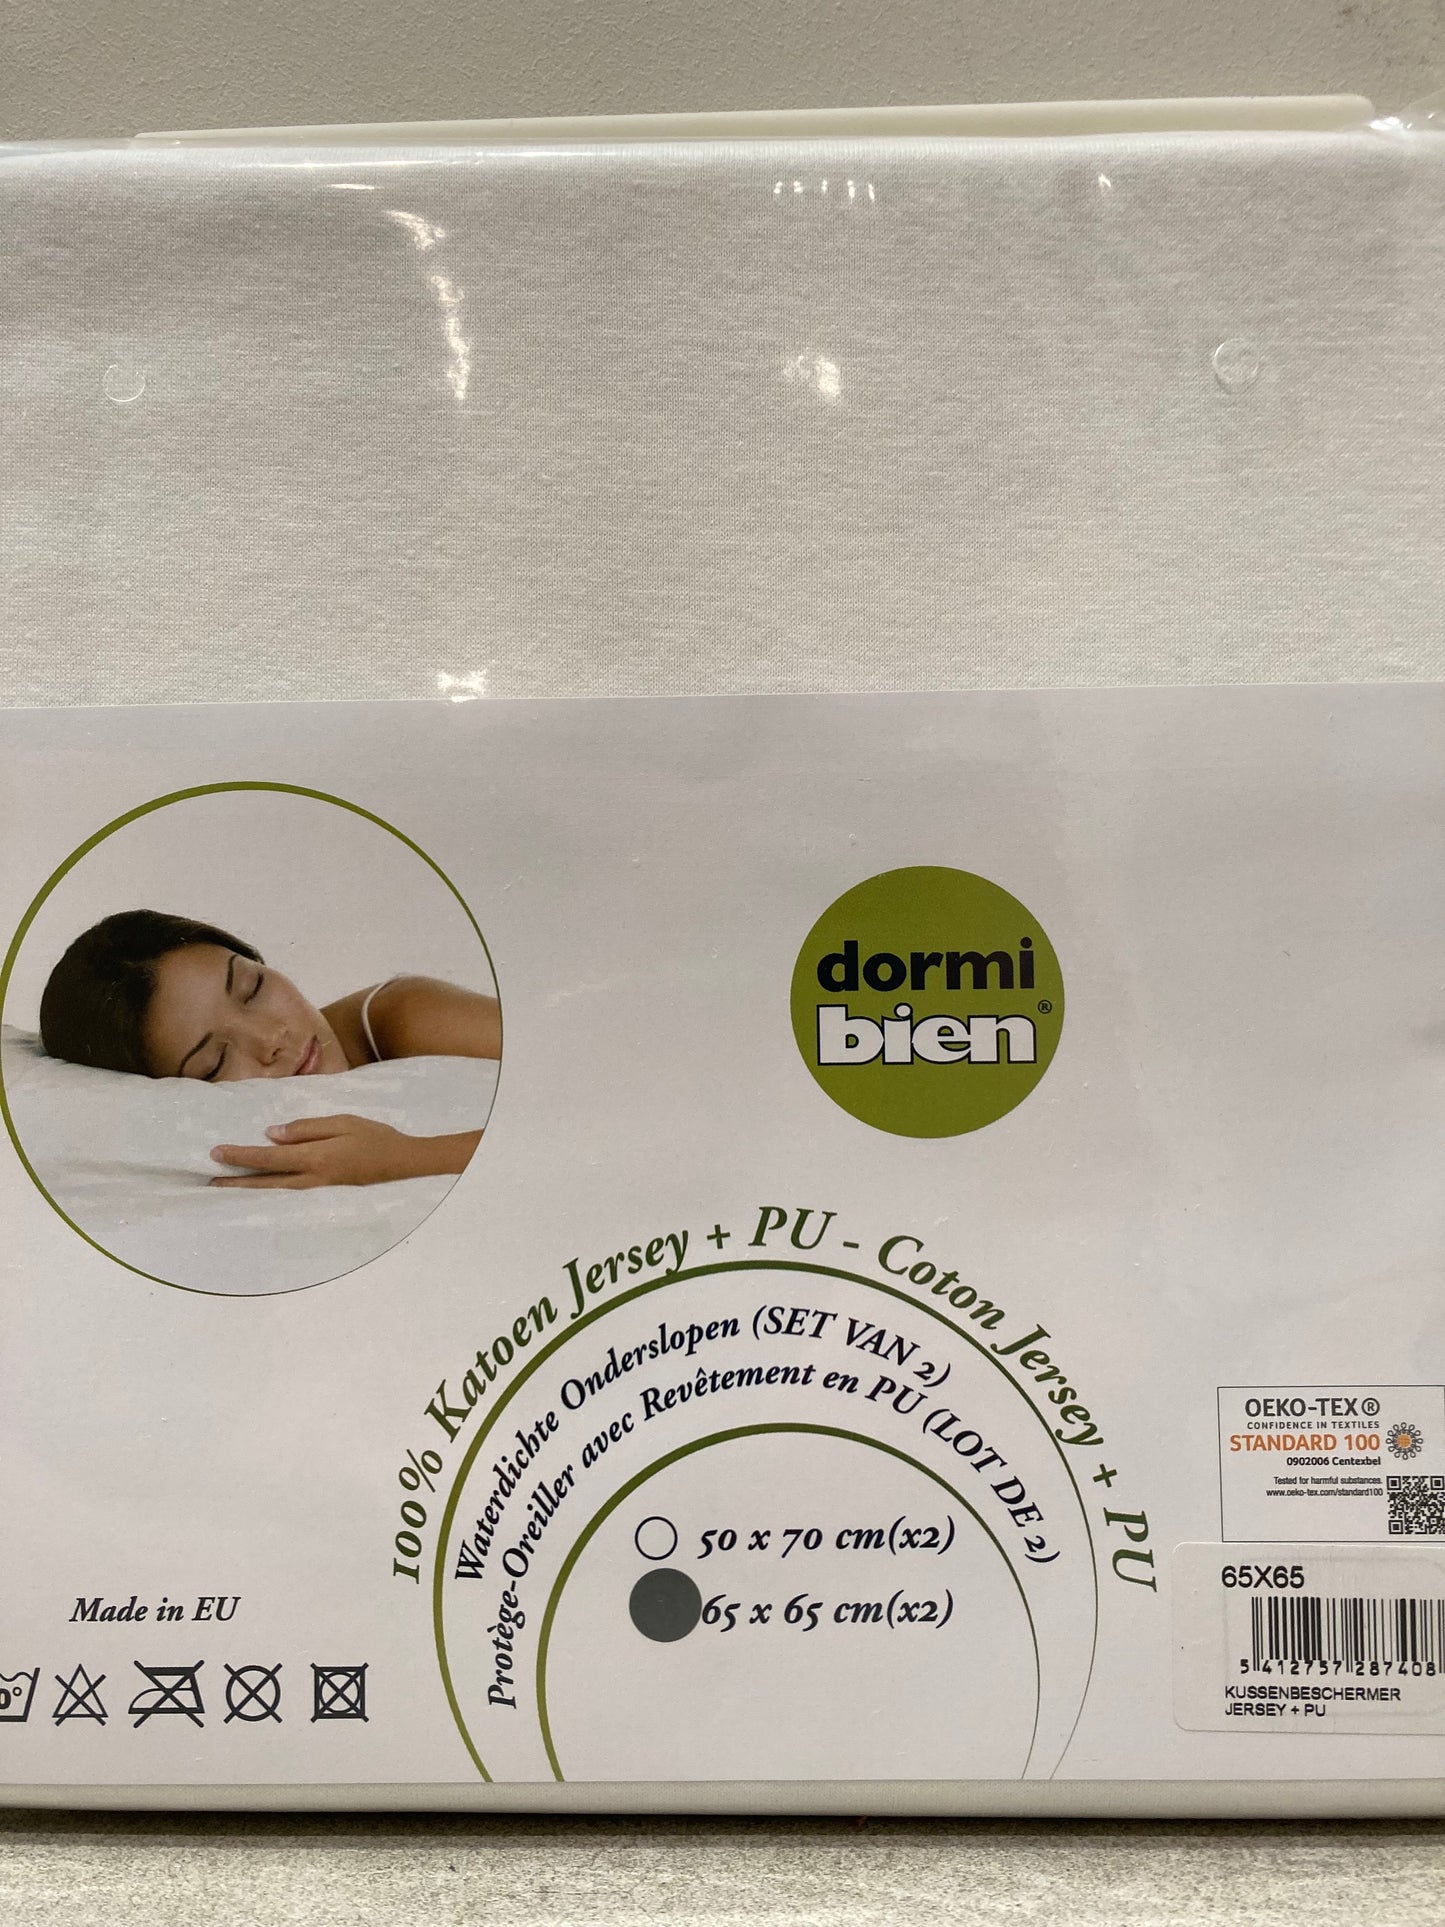 dormi
bien®
100% Katoen Jersey + PU - Coton Jersey + PU
Waterdichte Onderslopen (SET VAN 2)
Protège-Oreiller avec Revêtement en PU (LOT DE 2)
50 x 70 cm(x2)
65 x 65 cm(x2)
Made in EU
OEKO-TEX®
CONFIDENCE IN TEXTILES
STANDARD 100
0902006 Centexbel
Tested for harmful substances.
www.oeko-tex.com/standard100
65X65
5 412757 287408
KUSSENBESCHERMER
JERSEY + PU